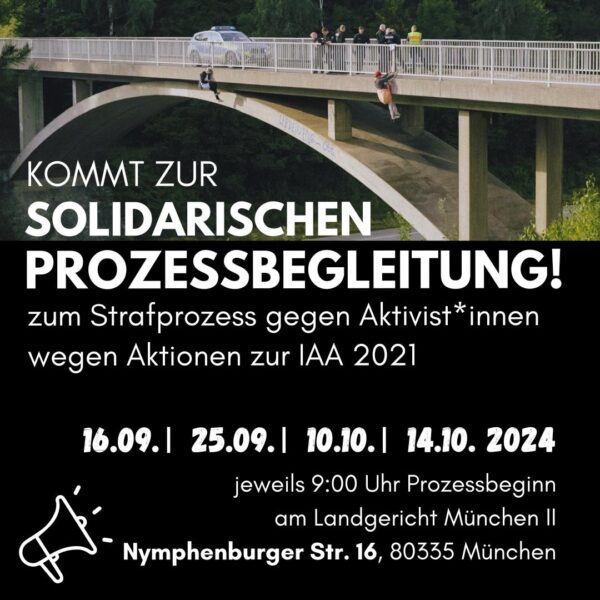 KOMMT ZUR
SOLIDARISCHEN
PROZESSBEGLEITUNG!
zum Strafprozess gegen Aktivist*innen
wegen Aktionen zur IAA 2021
16.09. | 25.09. | 10.10. | 14.10. 2024
jeweils 9:00 Uhr Prozessbeginn
am Landgericht München II
Nymphenburger Str. 16, 80335 München